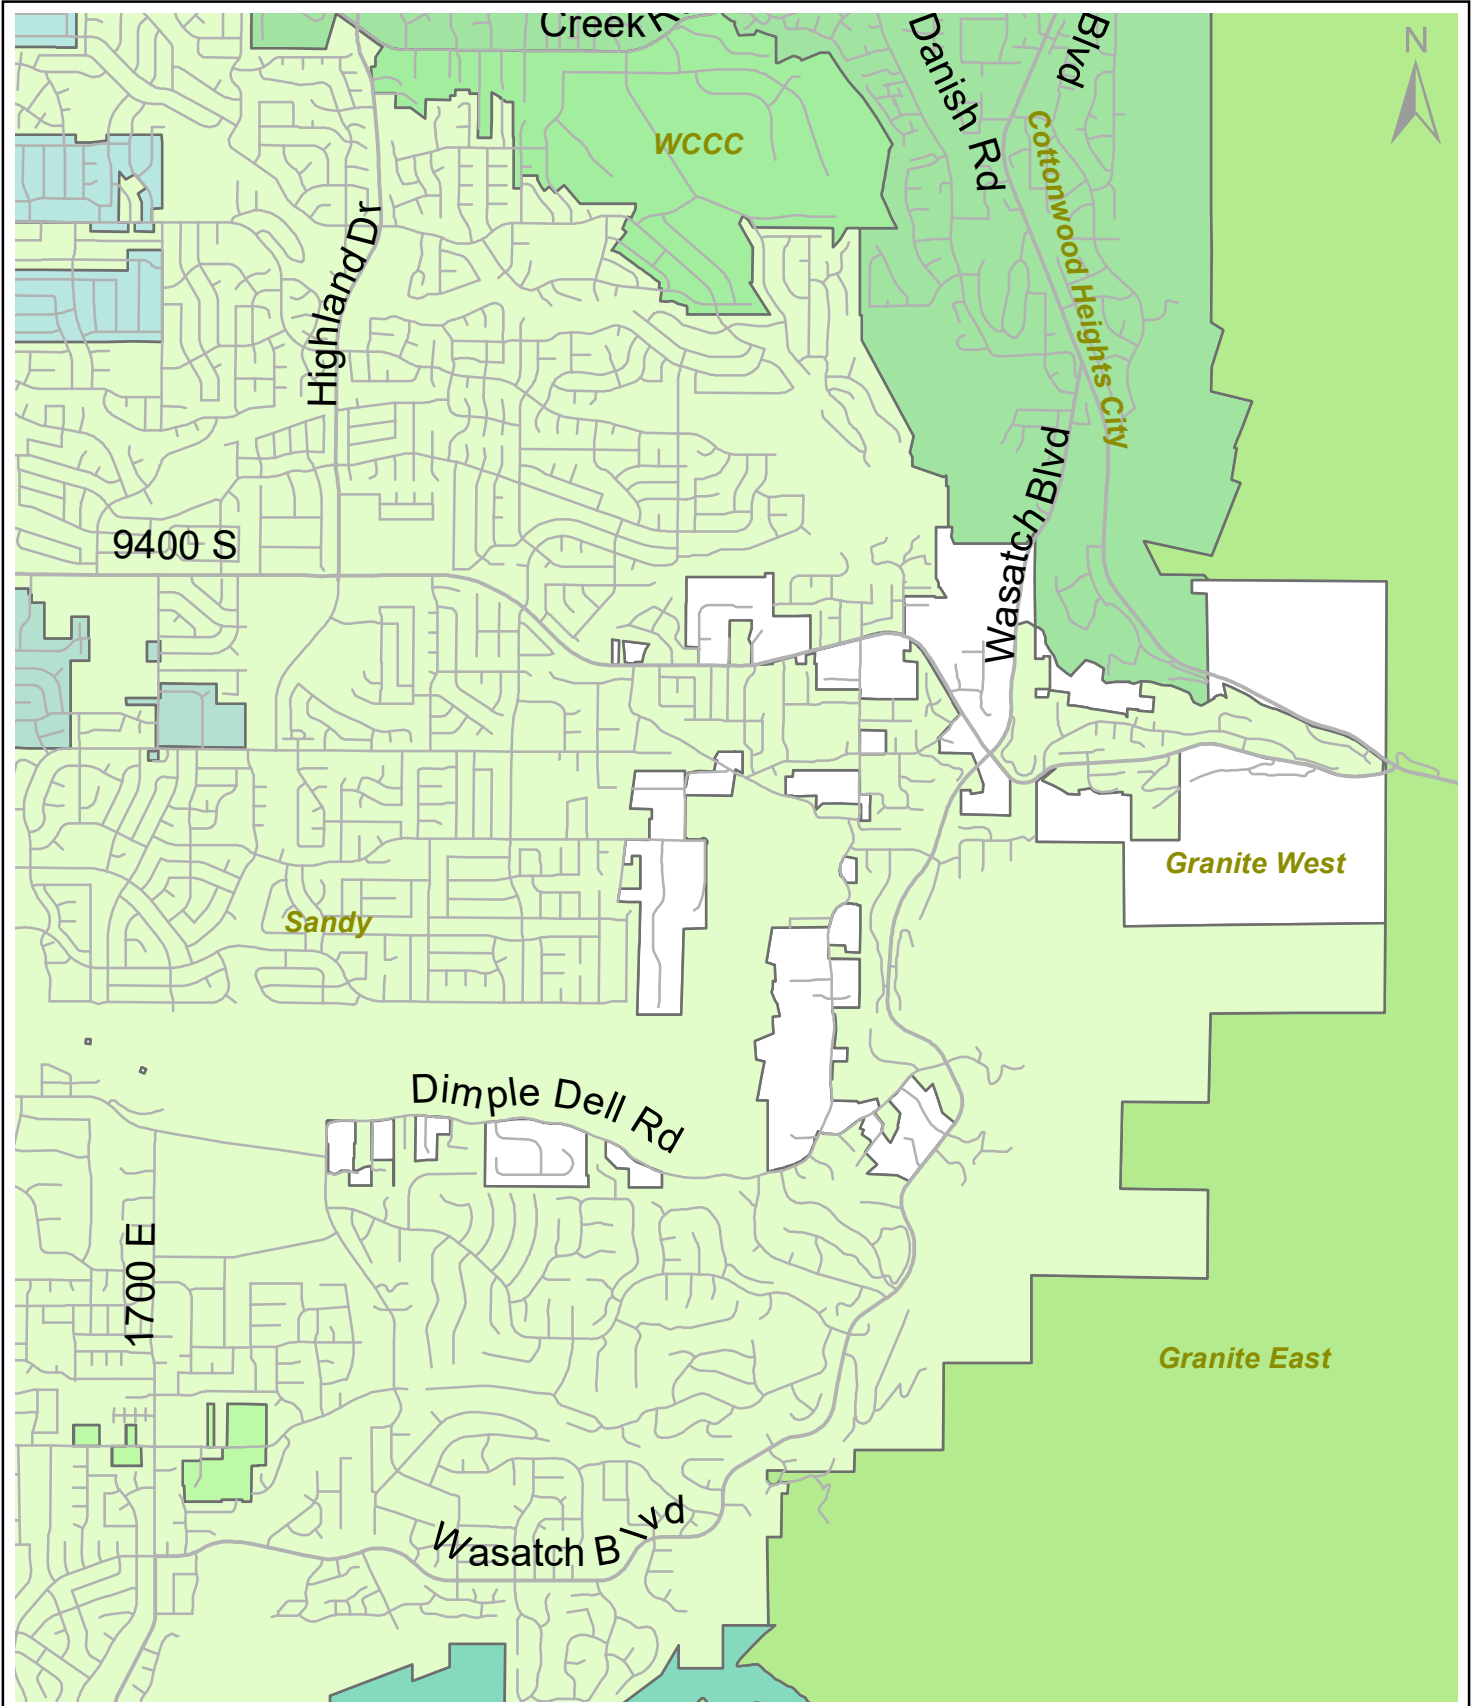 Creek R
Danish Rd
Blvd
N
WCCC
Cottonwood Heights City
Highland Dr
Wasatch Blvd
9400 S
Granite West
Sandy
Dimple Dell Rd
1700 E
Granite East
Wasatch Blvd